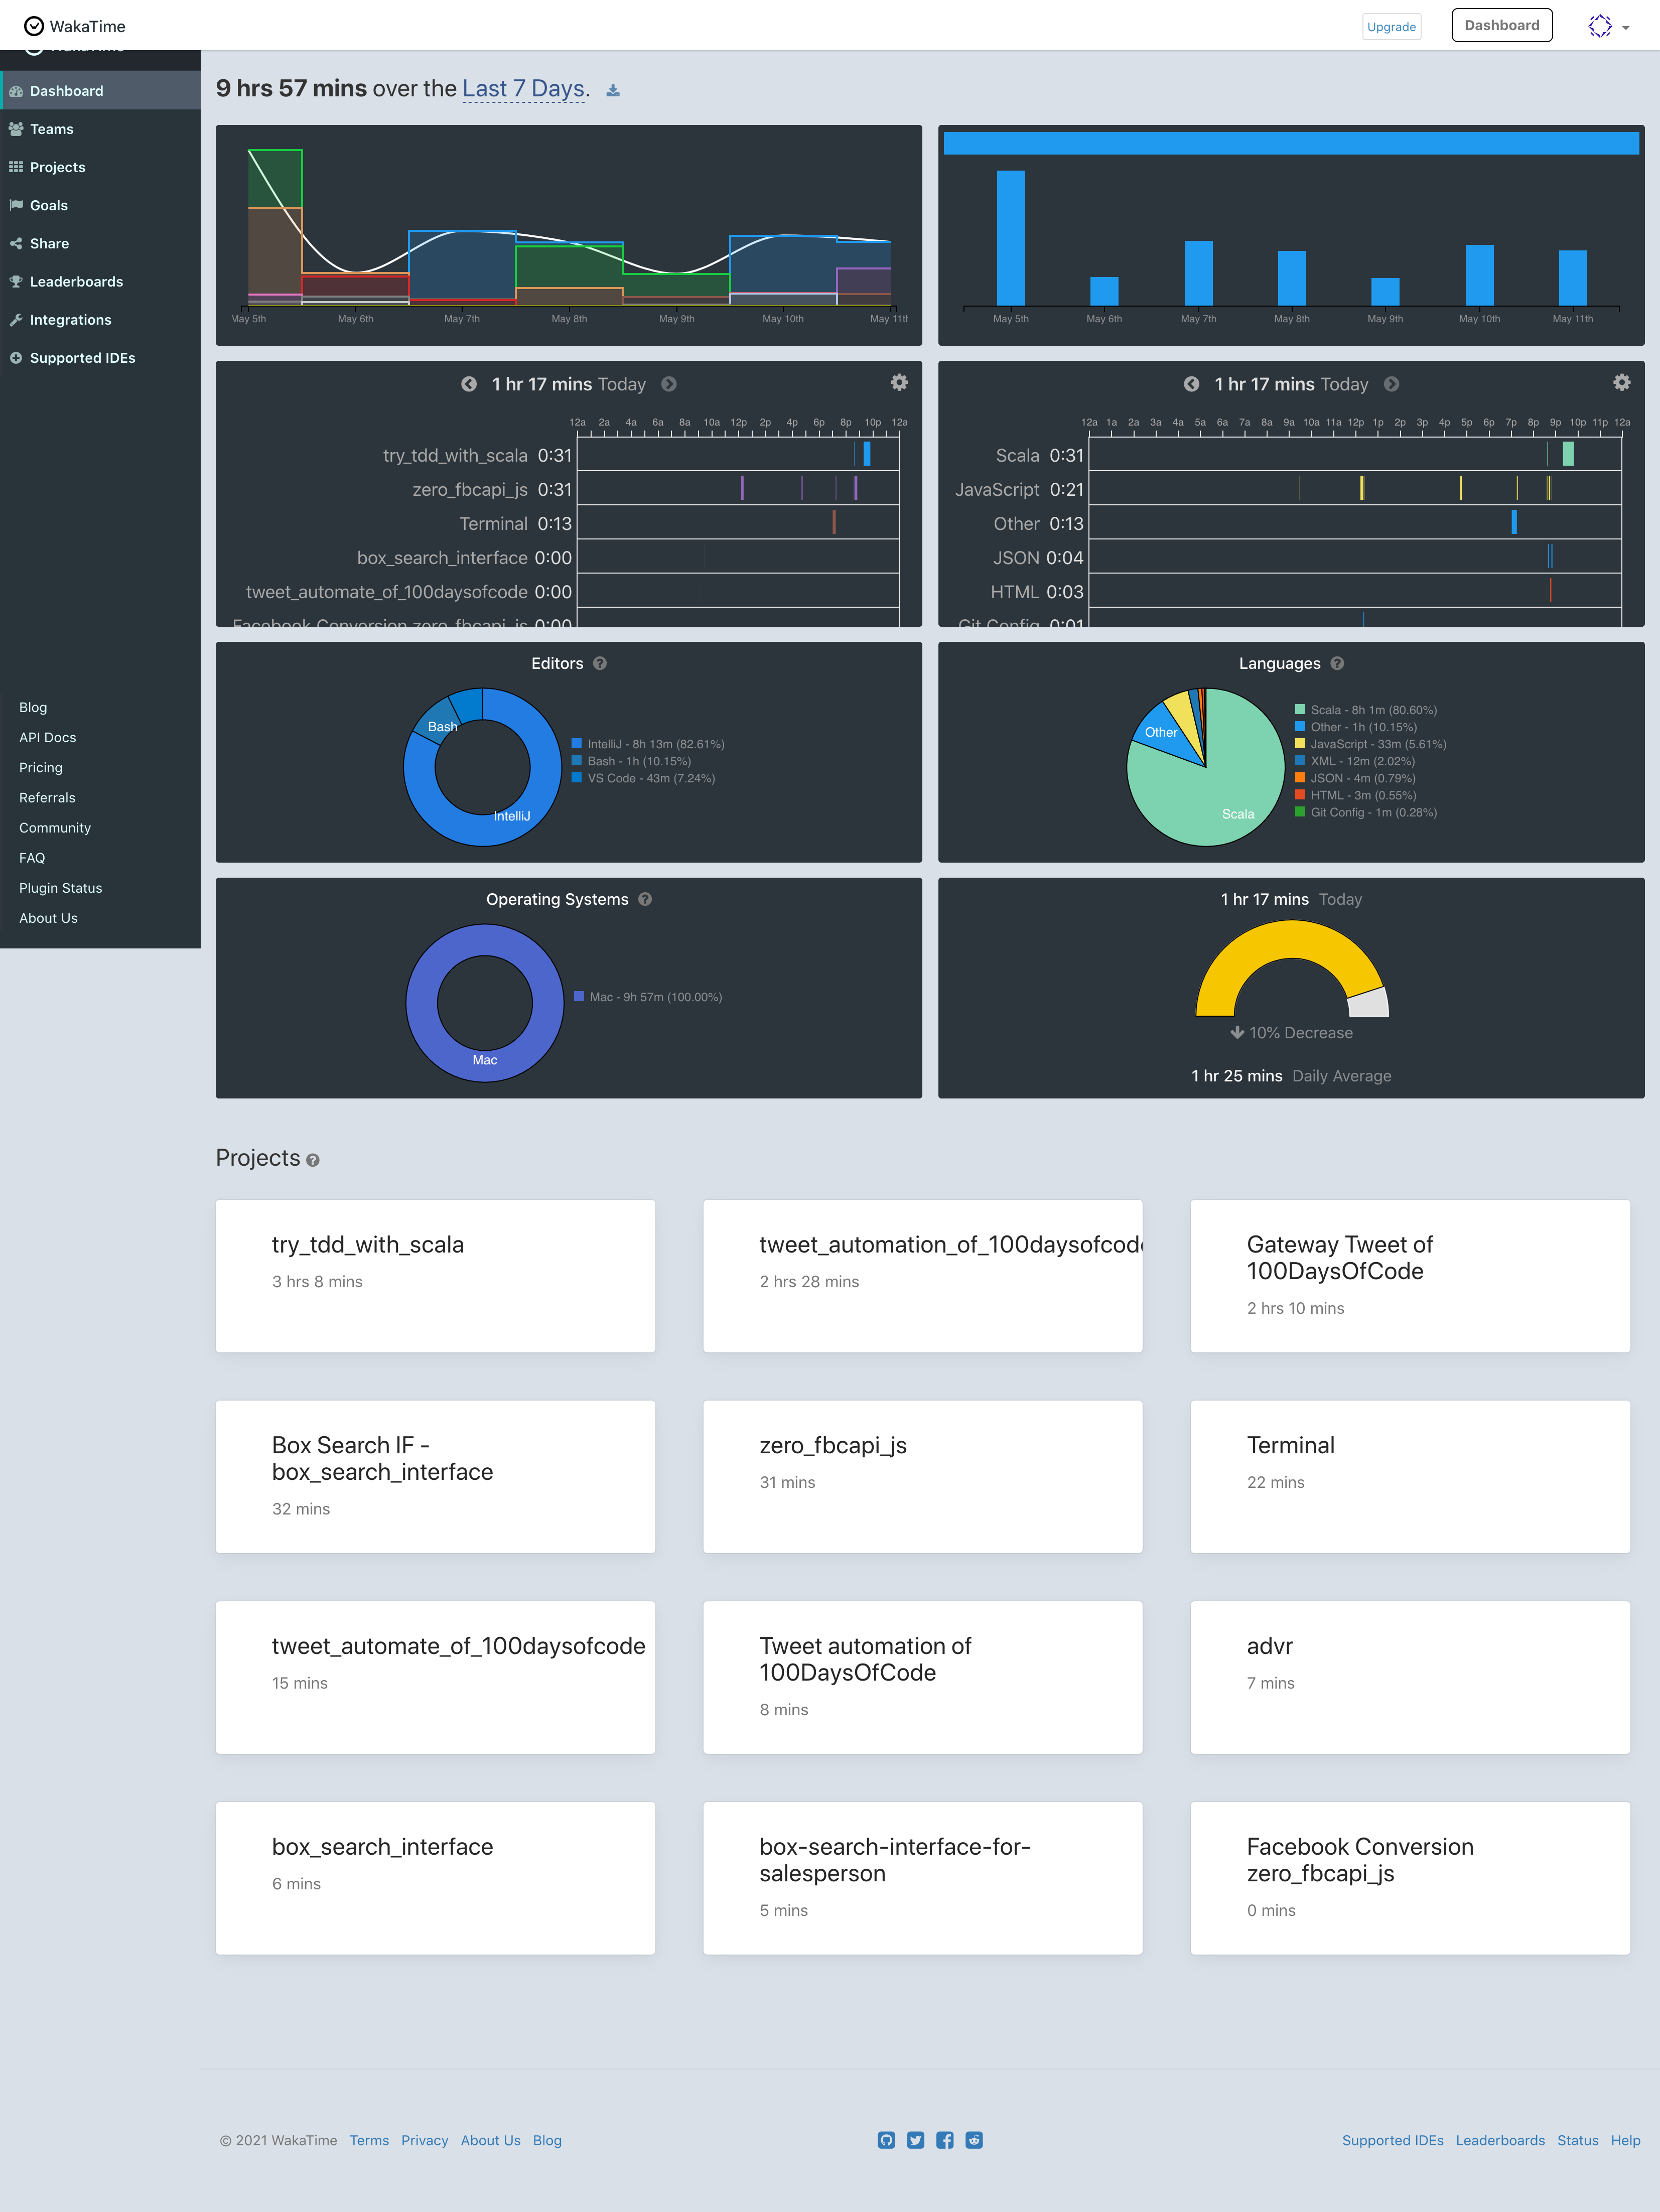 WakaTime
Upgrade
Dashboard
Dashboard
Teams
Projects
Goals
Share
Leaderboards
Integrations
Supported IDEs
Blog
API Docs
Pricing
Referrals
Community
FAQ
Plugin Status
About Us
9 hrs 57 mins over the Last 7 Days.
May 5th May 6th May 7th May 8th May 9th May 10th May 11th
May 5th May 6th May 7th May 8th May 9th May 10th May 11th
1 hr 17 mins Today
12a 2a 4a 6a 8a 10a 12p 2p 4p 6p 8p 10p 12a
try_tdd_with_scala 0:31
zero_fbcapi_js 0:31
Terminal 0:13
box_search_interface 0:00
tweet_automate_of_100daysofcode 0:00
Facebook Conversion zero_fbcapi_js 0:00
1 hr 17 mins Today
12a 1a 2a 3a 4a 5a 6a 7a 8a 9a 10a 11a 12p 1p 2p 3p 4p 5p 6p 7p 8p 9p 10p 11p 12a
Scala 0:31
JavaScript 0:21
Other 0:13
JSON 0:04
HTML 0:03
Git Config 0:01
Editors
Bash
IntelliJ
IntelliJ - 8h 13m (82.61%)
Bash - 1h (10.15%)
VS Code - 43m (7.24%)
Languages
Other
Scala
Scala - 8h 1m (80.60%)
Other - 1h (10.15%)
JavaScript - 33m (5.61%)
XML - 12m (2.02%)
JSON - 4m (0.79%)
HTML - 3m (0.55%)
Git Config - 1m (0.28%)
Operating Systems
Mac
Mac - 9h 57m (100.00%)
1 hr 17 mins Today
10% Decrease
1 hr 25 mins Daily Average
Projects
try_tdd_with_scala
3 hrs 8 mins
tweet_automation_of_100daysofcode
2 hrs 28 mins
Gateway Tweet of
100DaysOfCode
2 hrs 10 mins
Box Search IF -
box_search_interface
32 mins
zero_fbcapi_js
31 mins
Terminal
22 mins
tweet_automate_of_100daysofcode
15 mins
Tweet automation of
100DaysOfCode
8 mins
advr
7 mins
box_search_interface
6 mins
box-search-interface-for-
salesperson
5 mins
Facebook Conversion
zero_fbcapi_js
0 mins
© 2021 WakaTime Terms Privacy About Us Blog
Supported IDEs Leaderboards Status Help